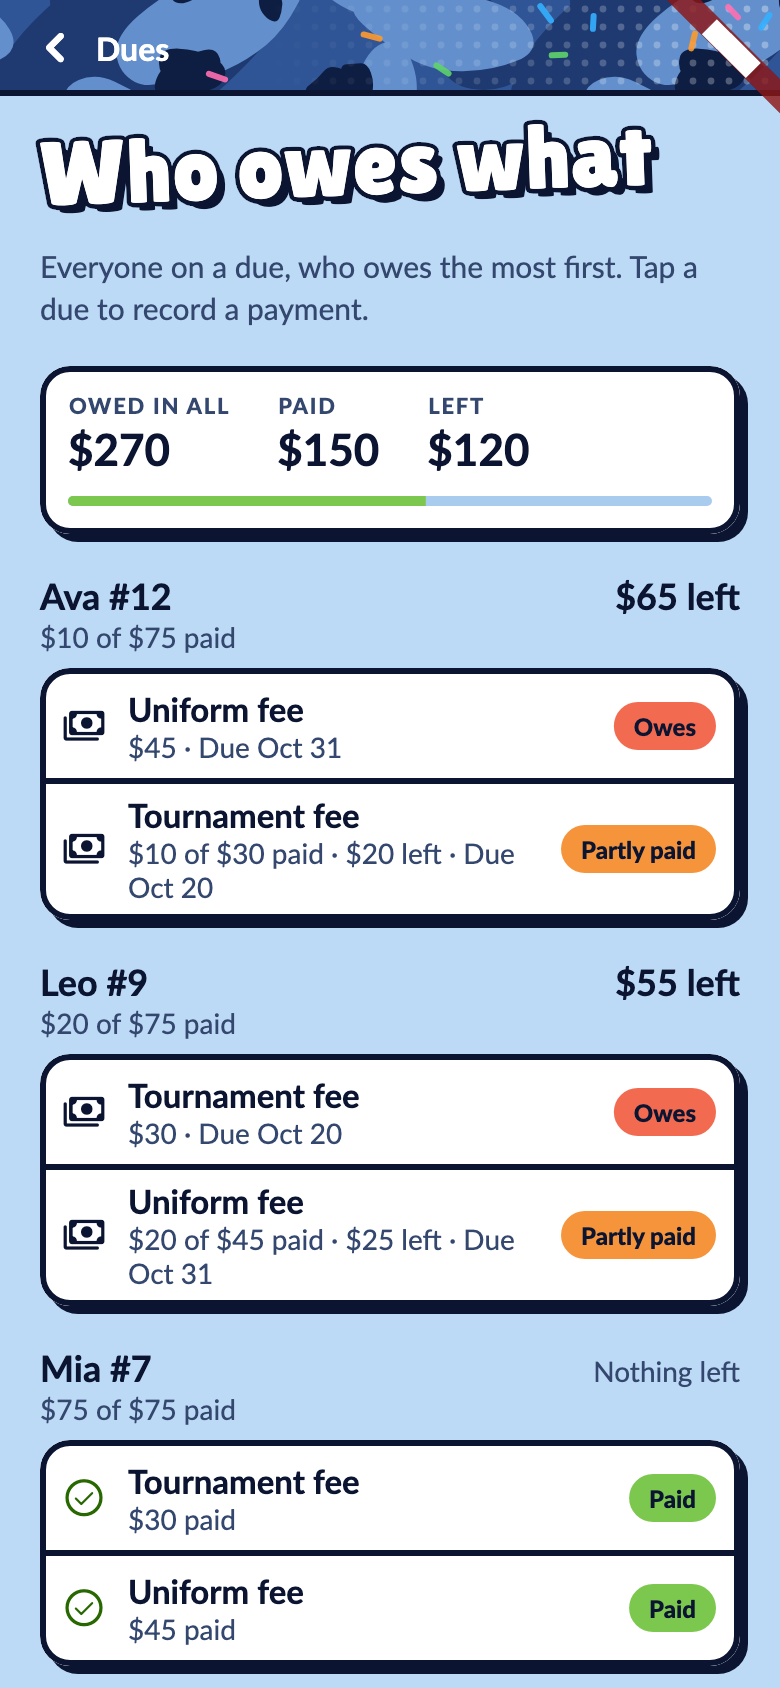 Dues
Who owes what
Everyone on a due, who owes the most first. Tap a
due to record a payment.
OWED IN ALL PAID LEFT
$270 $150 $120
Ava #12 $65 left
$10 of $75 paid
Uniform fee
$45 · Due Oct 31
Owes
Tournament fee
$10 of $30 paid · $20 left · Due
Oct 20
Partly paid
Leo #9 $55 left
$20 of $75 paid
Tournament fee
$30 · Due Oct 20
Owes
Uniform fee
$20 of $45 paid · $25 left · Due
Oct 31
Partly paid
Mia #7 Nothing left
$75 of $75 paid
Tournament fee
$30 paid
Paid
Uniform fee
$45 paid
Paid